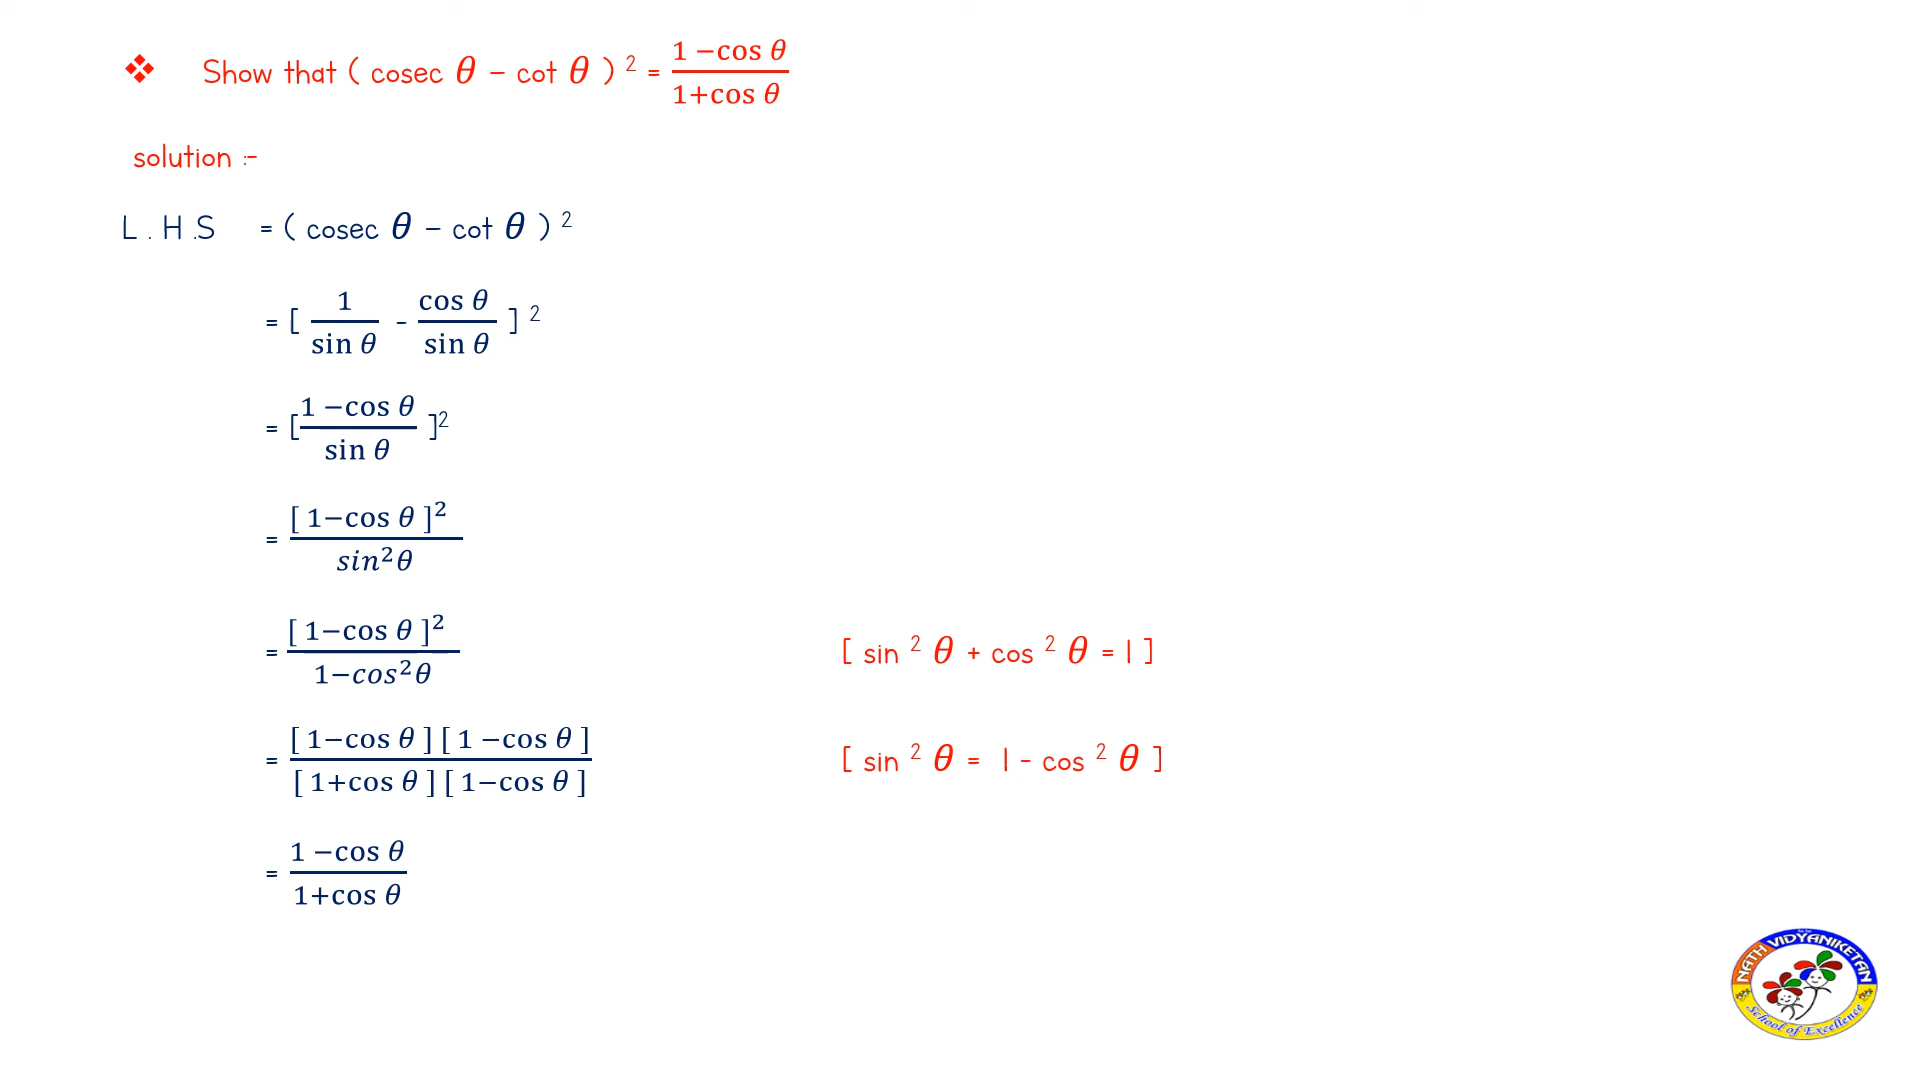 ❖ Show that ( cosec θ – cot θ ) ² = (1 −cos θ)/(1+cos θ)
solution :-
L . H .S = ( cosec θ – cot θ ) ²
= [ 1/(sin θ) - (cos θ)/(sin θ) ] ²
= [(1 −cos θ)/(sin θ) ]²
= [ 1−cos θ ]²/sin²θ
= [ 1−cos θ ]²/(1−cos²θ) [ sin ² θ + cos ² θ = 1 ]
= [ 1−cos θ ] [ 1 −cos θ ]/[ 1+cos θ ] [ 1−cos θ ] [ sin ² θ = 1 - cos ² θ ]
= (1 −cos θ)/(1+cos θ)
NATH VIDYANIKETAN
School of Excellence